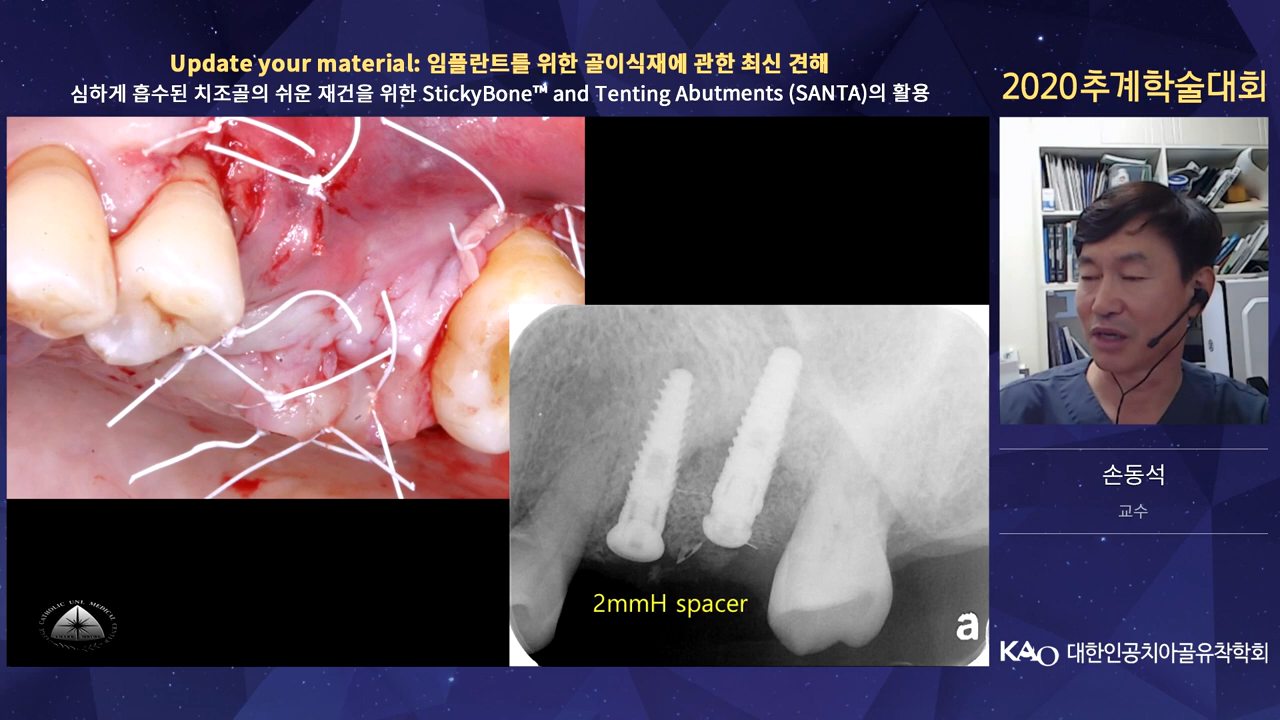 Update your material: 임플란트를 위한 골이식재에 관한 최신 견해
심하게 흡수된 치조골의 쉬운 재건을 위한 StickyBone™ and Tenting Abutments (SANTA)의 활용
2020추계학술대회
2mmH spacer
a
손동석
교수
KAO 대한인공치아골유착학회